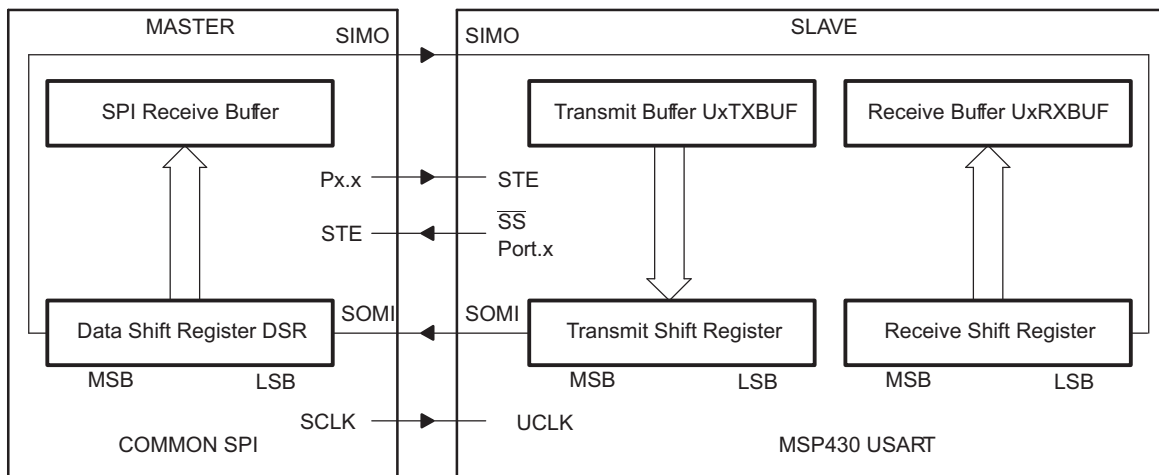 MASTER
SLAVE
SIMO
SIMO
SPI Receive Buffer
Transmit Buffer UxTXBUF
Receive Buffer UxRXBUF
Px.x
STE
STE
S̅S̅
Port.x
SOMI
SOMI
Data Shift Register DSR
Transmit Shift Register
Receive Shift Register
MSB
LSB
MSB
LSB
MSB
LSB
SCLK
UCLK
COMMON SPI
MSP430 USART